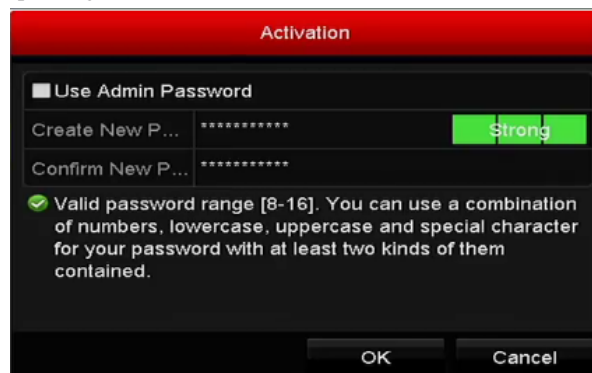 Activation
Use Admin Password
Create New P... ***********
Strong
Confirm New P... ***********
Valid password range [8-16]. You can use a combination
of numbers, lowercase, uppercase and special character
for your password with at least two kinds of them
contained.
OK Cancel